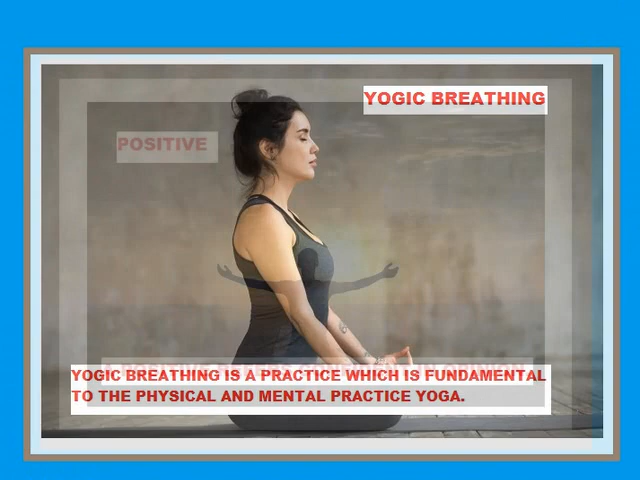 YOGIC BREATHING
POSITIVE
YOGIC BREATHING IS A PRACTICE WHICH IS FUNDAMENTAL
TO THE PHYSICAL AND MENTAL PRACTICE YOGA.